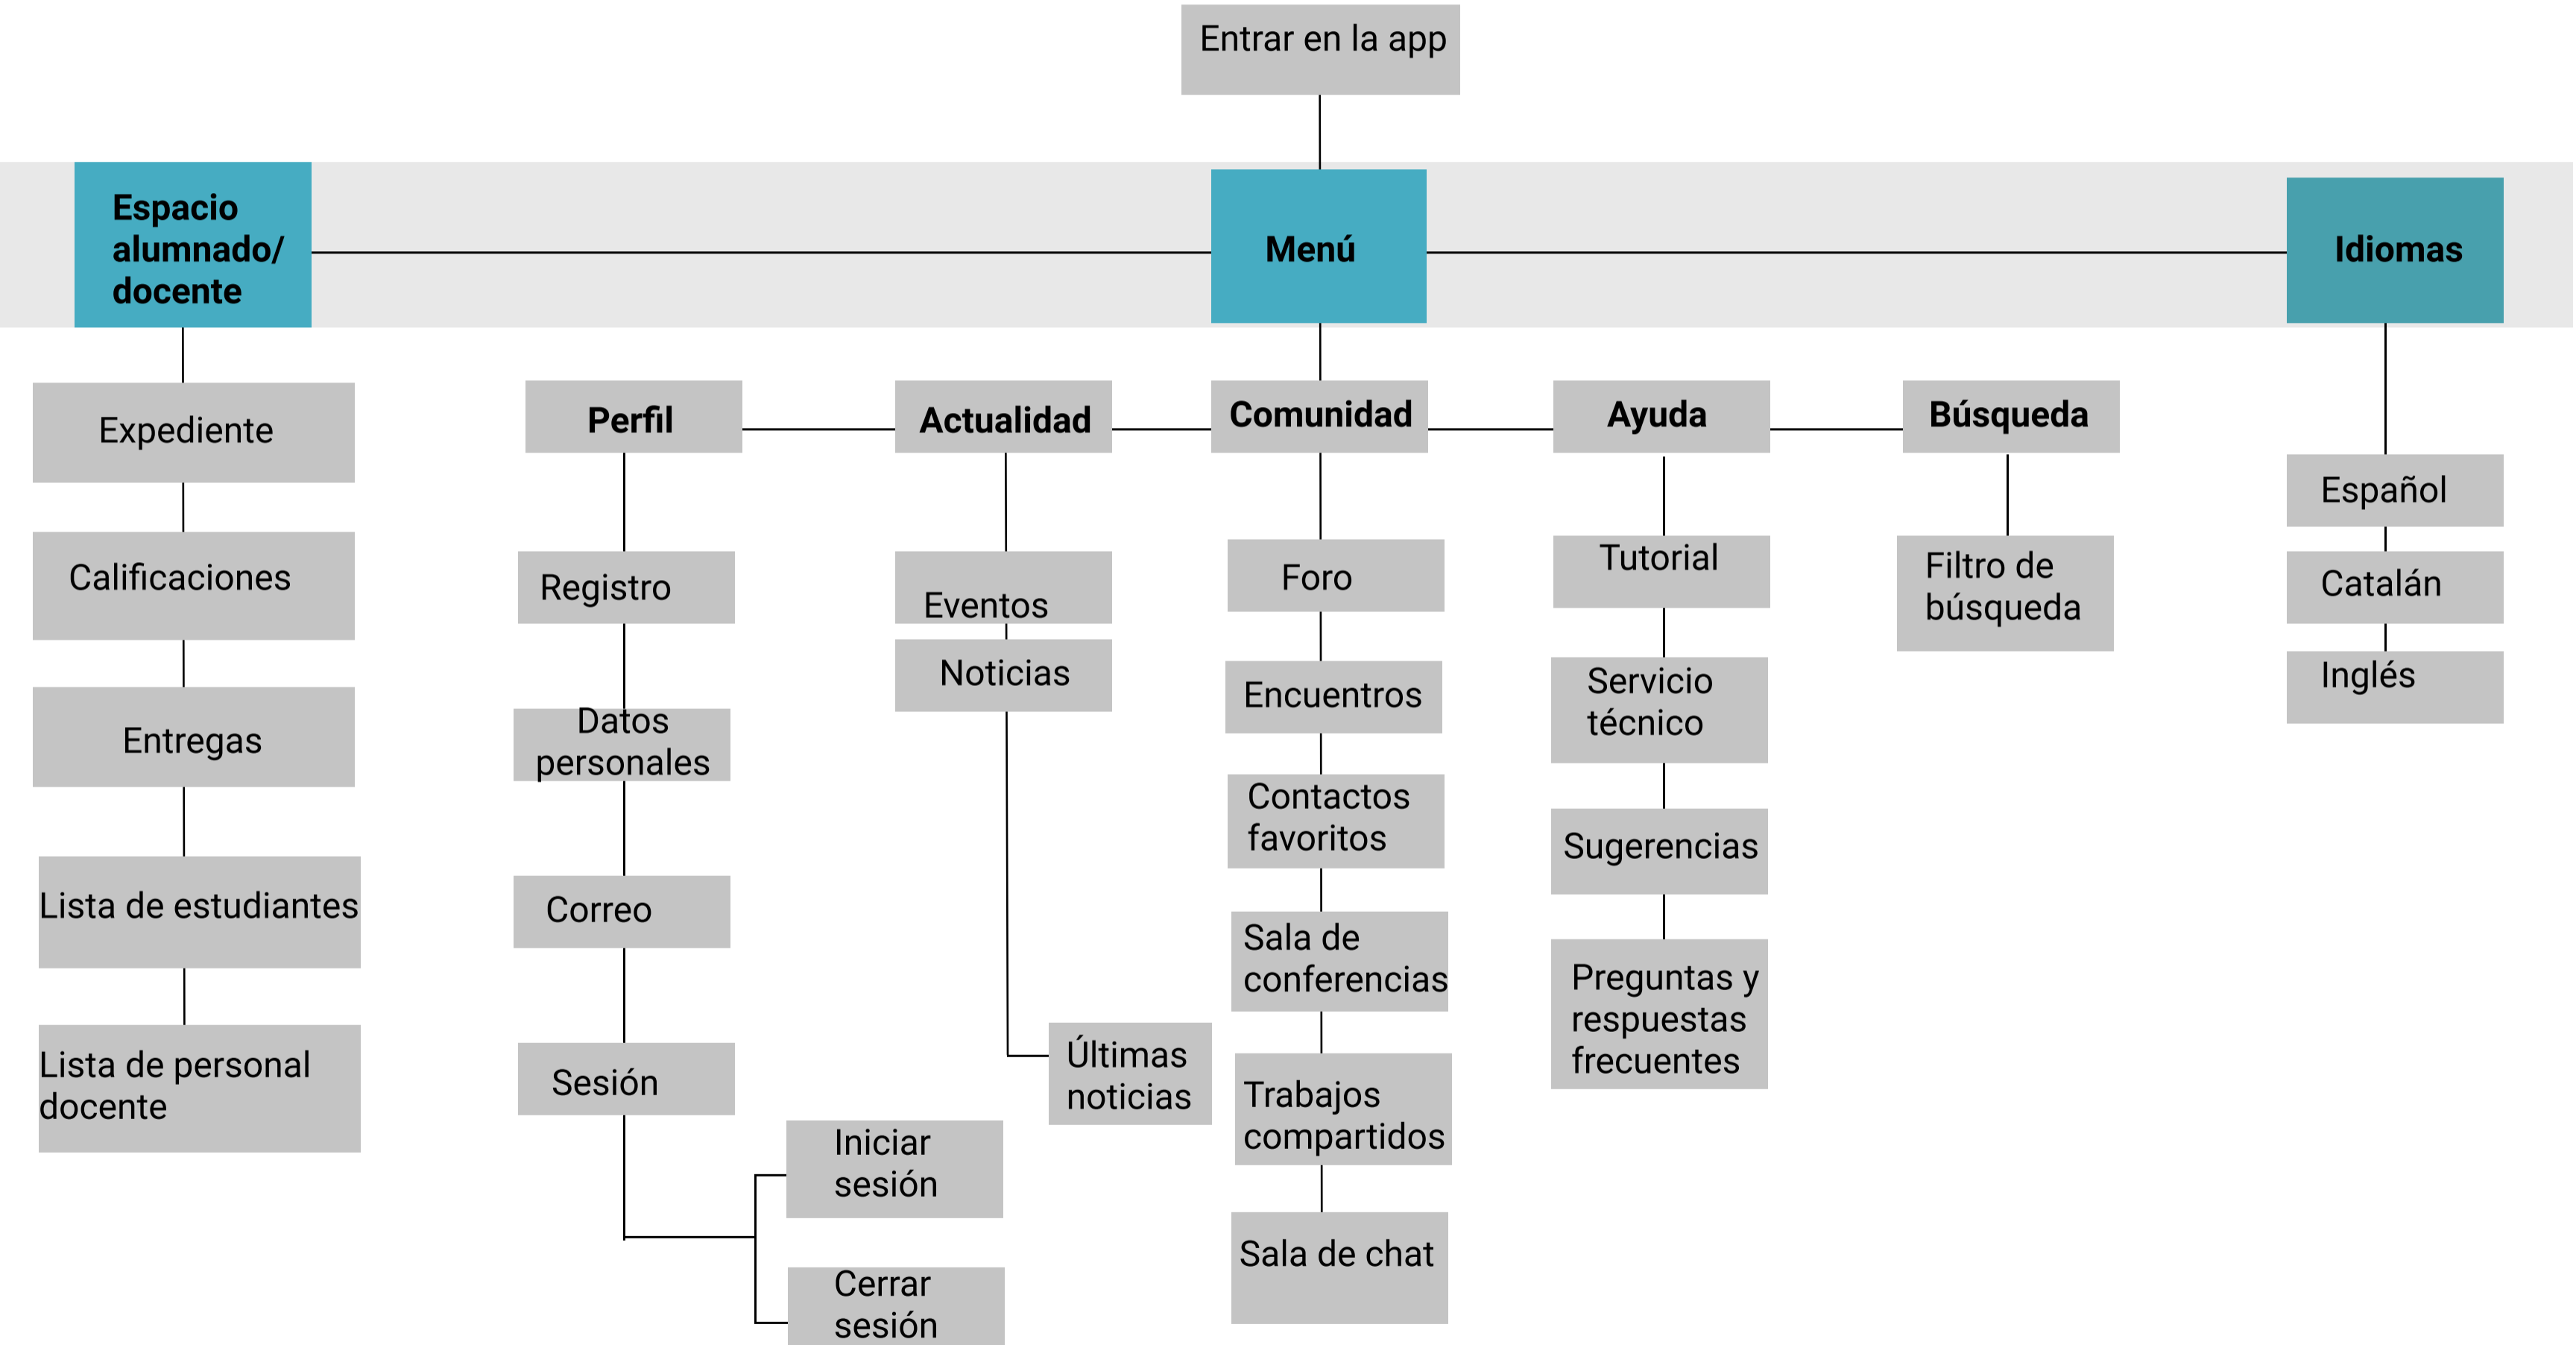 Entrar en la app
Espacio
alumnado/
docente
Menú
Idiomas
Expediente
Calificaciones
Entregas
Lista de estudiantes
Lista de personal
docente
Perfil
Registro
Datos
personales
Correo
Sesión
Iniciar
sesión
Cerrar
sesión
Actualidad
Eventos
Noticias
Últimas
noticias
Comunidad
Foro
Encuentros
Contactos
favoritos
Sala de
conferencias
Trabajos
compartidos
Sala de chat
Ayuda
Tutorial
Servicio
técnico
Sugerencias
Preguntas y
respuestas
frecuentes
Búsqueda
Filtro de
búsqueda
Español
Catalán
Inglés